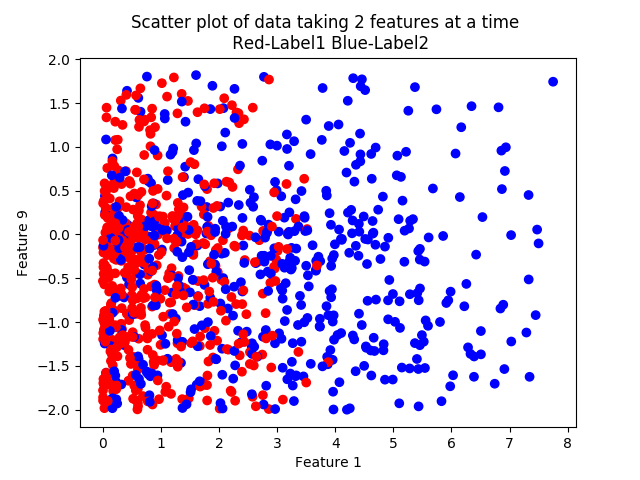 Scatter plot of data taking 2 features at a time
Red-Label1 Blue-Label2
2.0
1.5
1.0
0.5
0.0
−0.5
−1.0
−1.5
−2.0
Feature 9
0 1 2 3 4 5 6 7 8
Feature 1